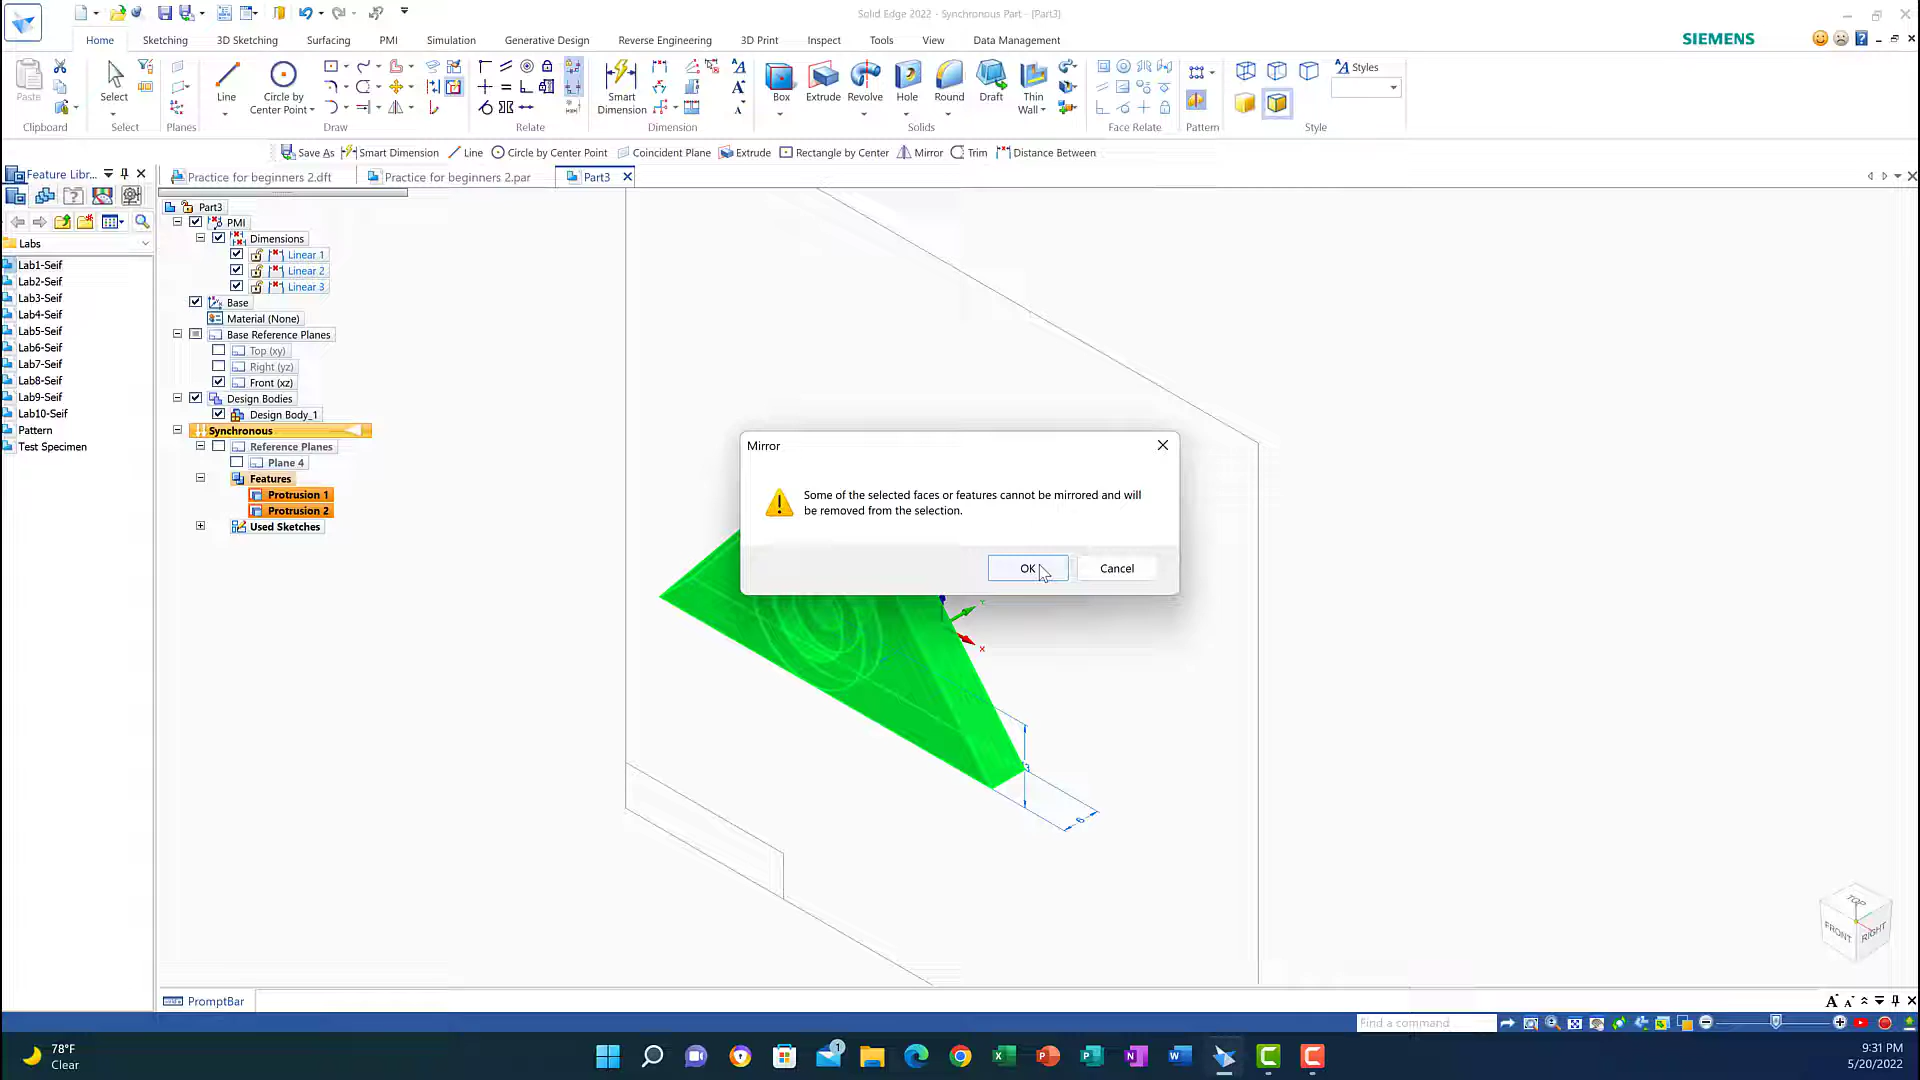 Solid Edge 2022 - Synchronous Part - [Part3]
Home Sketching 3D Sketching Surfacing PMI Simulation Generative Design Reverse Engineering 3D Print Inspect Tools View Data Management
SIEMENS
Paste
Clipboard
Select
Select
Planes
Line
Circle by
Center Point
Draw
Relate
Smart
Dimension
Dimension
Box
Extrude
Revolve
Hole
Round
Draft
Thin
Wall
Solids
Face Relate
Pattern
Styles
Style
Save As Smart Dimension Line Circle by Center Point Coincident Plane Extrude Rectangle by Center Mirror Trim Distance Between
Feature Libr...
Practice for beginners 2.dft
Practice for beginners 2.par
Part3
Labs
Lab1-Seif
Lab2-Seif
Lab3-Seif
Lab4-Seif
Lab5-Seif
Lab6-Seif
Lab7-Seif
Lab8-Seif
Lab9-Seif
Lab10-Seif
Pattern
Test Specimen
Part3
PMI
Dimensions
Linear 1
Linear 2
Linear 3
Base
Material (None)
Base Reference Planes
Top (xy)
Right (yz)
Front (xz)
Design Bodies
Design Body_1
Synchronous
Reference Planes
Plane 4
Features
Protrusion 1
Protrusion 2
Used Sketches
Mirror
Some of the selected faces or features cannot be mirrored and will
be removed from the selection.
OK
Cancel
X
3
6
TOP
FRONT
RIGHT
PromptBar
Find a command
78°F
Clear
1
9:31 PM
5/20/2022